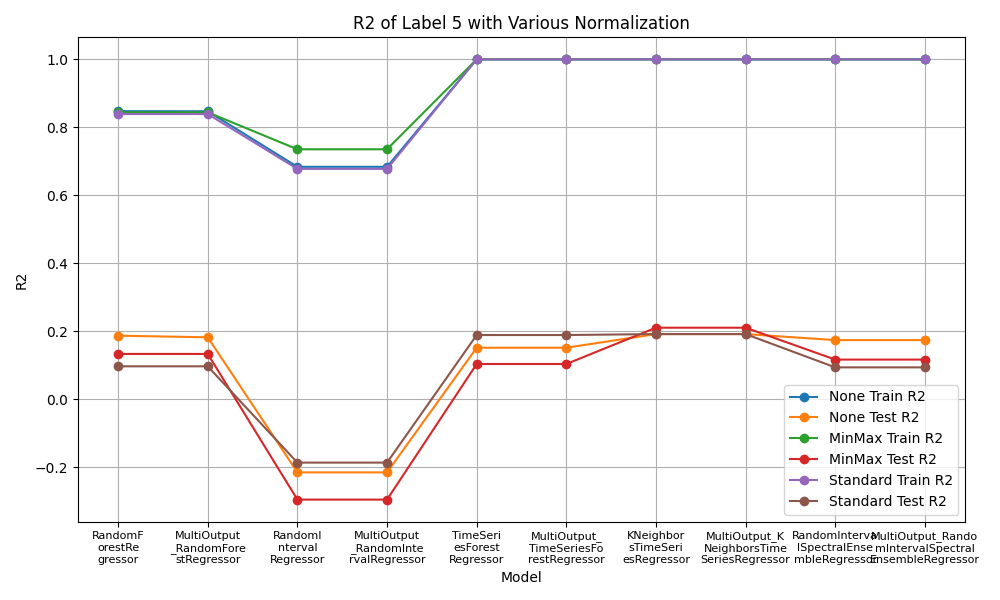 R2 of Label 5 with Various Normalization
R2
1.0
0.8
0.6
0.4
0.2
0.0
−0.2
None Train R2
None Test R2
MinMax Train R2
MinMax Test R2
Standard Train R2
Standard Test R2
RandomF
orestRe
gressor
MultiOutput
_RandomFore
stRegressor
RandomI
nterval
Regressor
MultiOutput
_RandomInte
rvalRegressor
TimeSeri
esForest
Regressor
MultiOutput_
TimeSeriesFo
restRegressor
KNeighbor
sTimeSeri
esRegressor
MultiOutput_K
NeighborsTime
SeriesRegressor
RandomInterva
lSpectralEnse
mbleRegressor
MultiOutput_Rando
mIntervalSpectral
EnsembleRegressor
Model